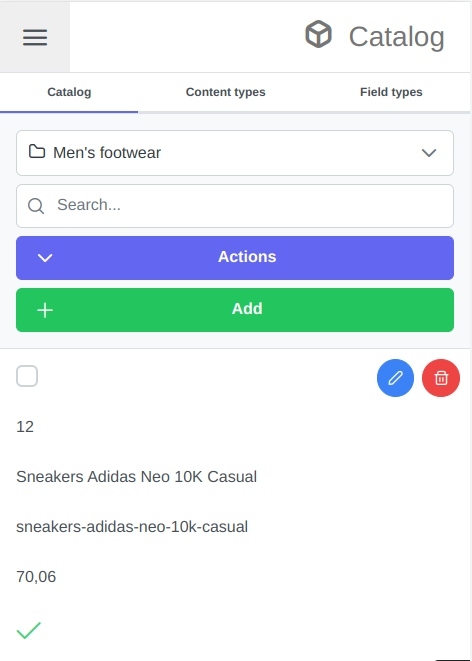 Catalog
Catalog Content types Field types
Men's footwear
Search...
Actions
Add
12
Sneakers Adidas Neo 10K Casual
sneakers-adidas-neo-10k-casual
70,06